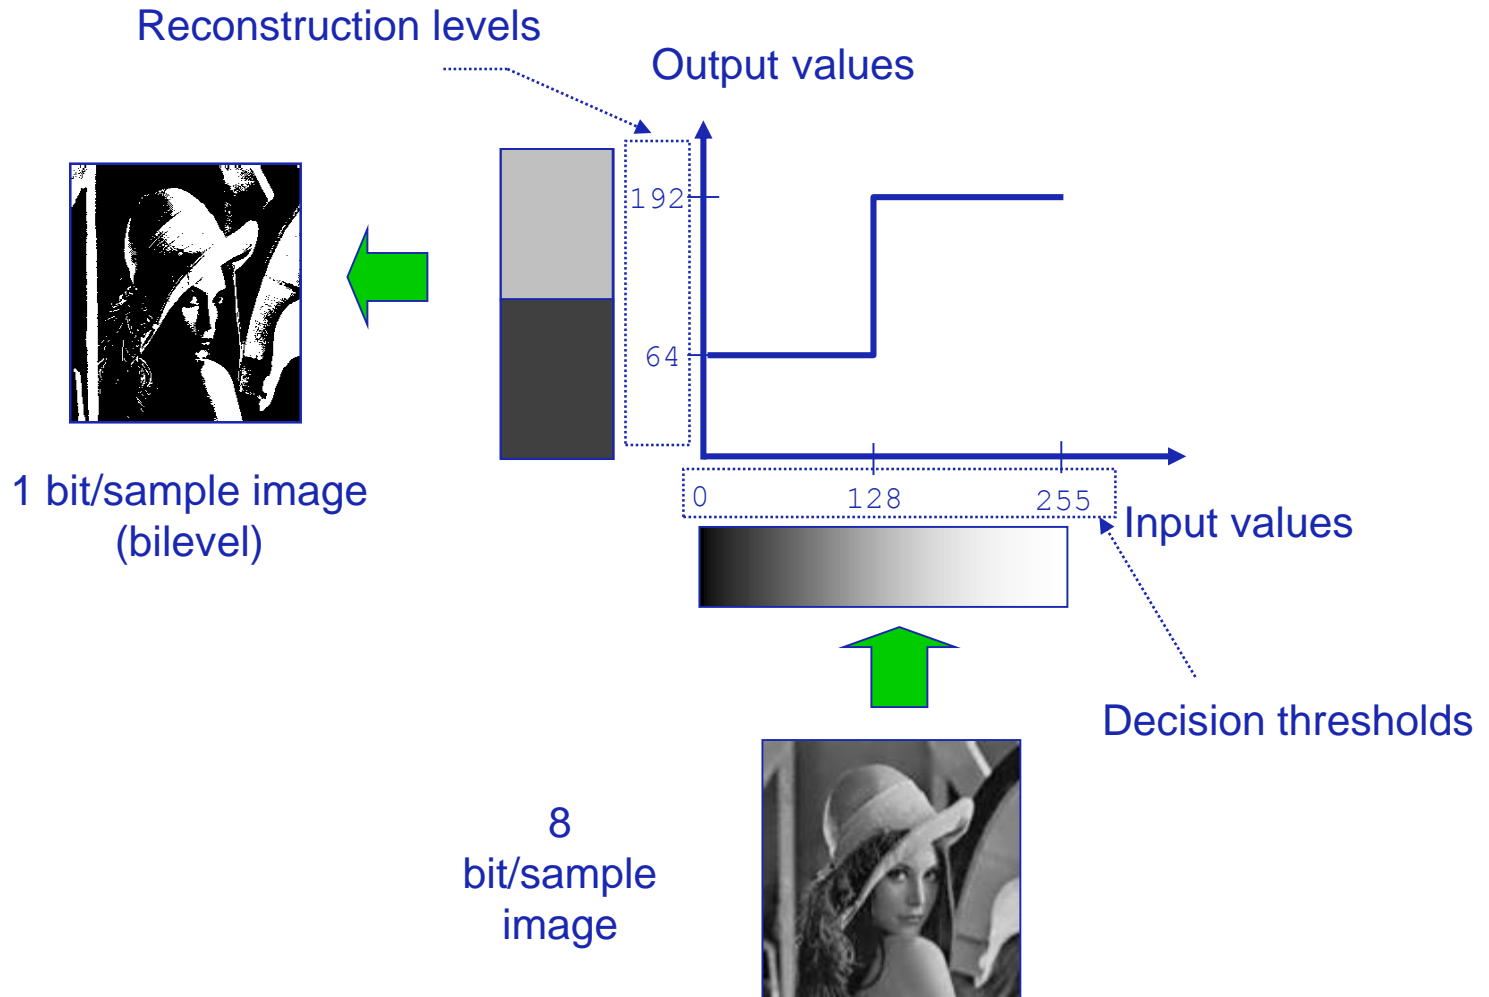 Reconstruction levels
Output values
192
64
0 128 255
Input values
1 bit/sample image
(bilevel)
Decision thresholds
8
bit/sample
image